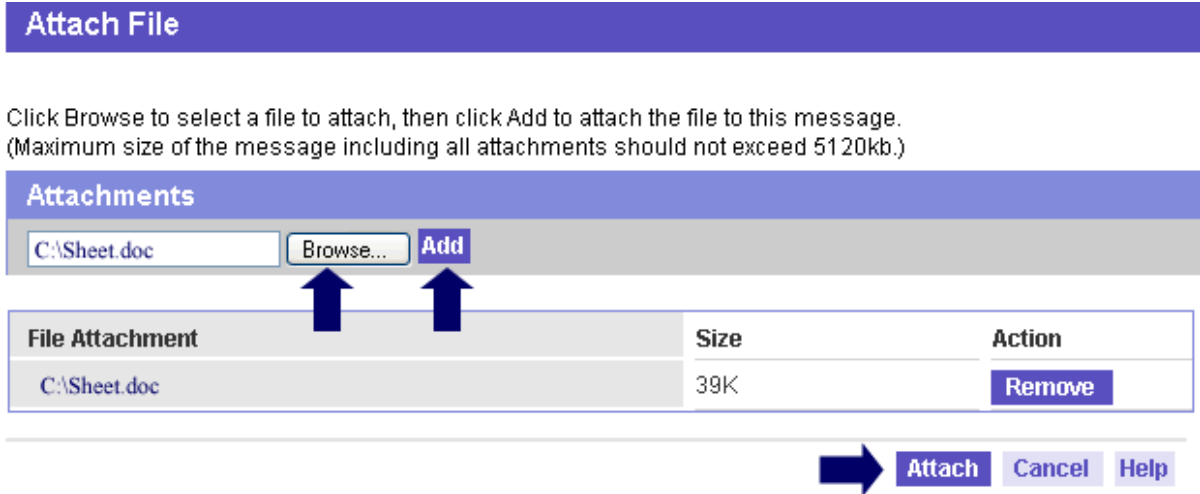 Attach File
Click Browse to select a file to attach, then click Add to attach the file to this message.
(Maximum size of the message including all attachments should not exceed 5120kb.)
Attachments
C:\Sheet.doc Browse... Add
File Attachment Size Action
C:\Sheet.doc 39K Remove
Attach Cancel Help